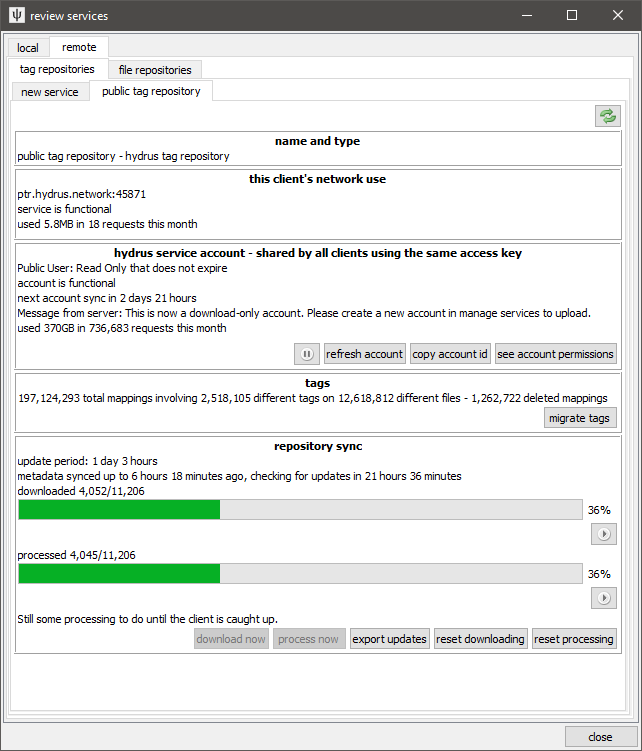 review services
local remote
tag repositories file repositories
new service public tag repository
name and type
public tag repository - hydrus tag repository
this client's network use
ptr.hydrus.network:45871
service is functional
used 5.8MB in 18 requests this month
hydrus service account - shared by all clients using the same access key
Public User: Read Only that does not expire
account is functional
next account sync in 2 days 21 hours
Message from server: This is now a download-only account. Please create a new account in manage services to upload.
used 370GB in 736,683 requests this month
refresh account copy account id see account permissions
tags
197,124,293 total mappings involving 2,518,105 different tags on 12,618,812 different files - 1,262,722 deleted mappings
migrate tags
repository sync
update period: 1 day 3 hours
metadata synced up to 6 hours 18 minutes ago, checking for updates in 21 hours 36 minutes
downloaded 4,052/11,206
36%
processed 4,045/11,206
36%
Still some processing to do until the client is caught up.
download now process now export updates reset downloading reset processing
close